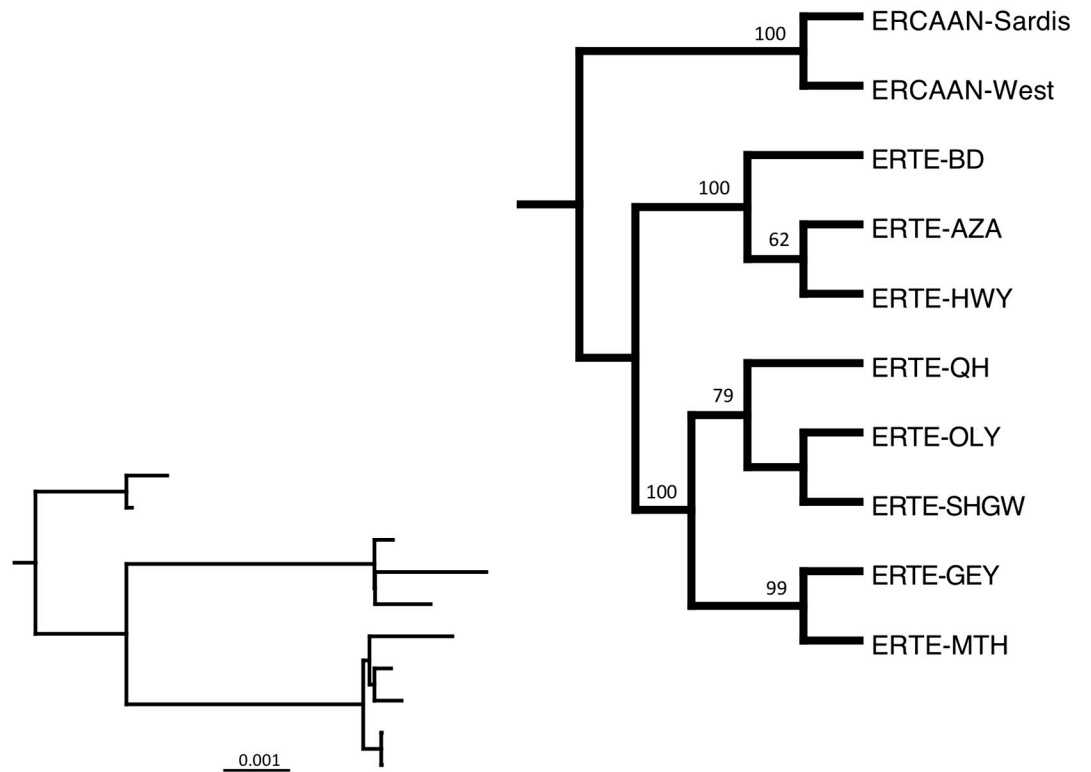 100
ERCAAN-Sardis
ERCAAN-West
ERTE-BD
100
ERTE-AZA
62
ERTE-HWY
ERTE-QH
79
ERTE-OLY
100
ERTE-SHGW
ERTE-GEY
99
ERTE-MTH
0.001